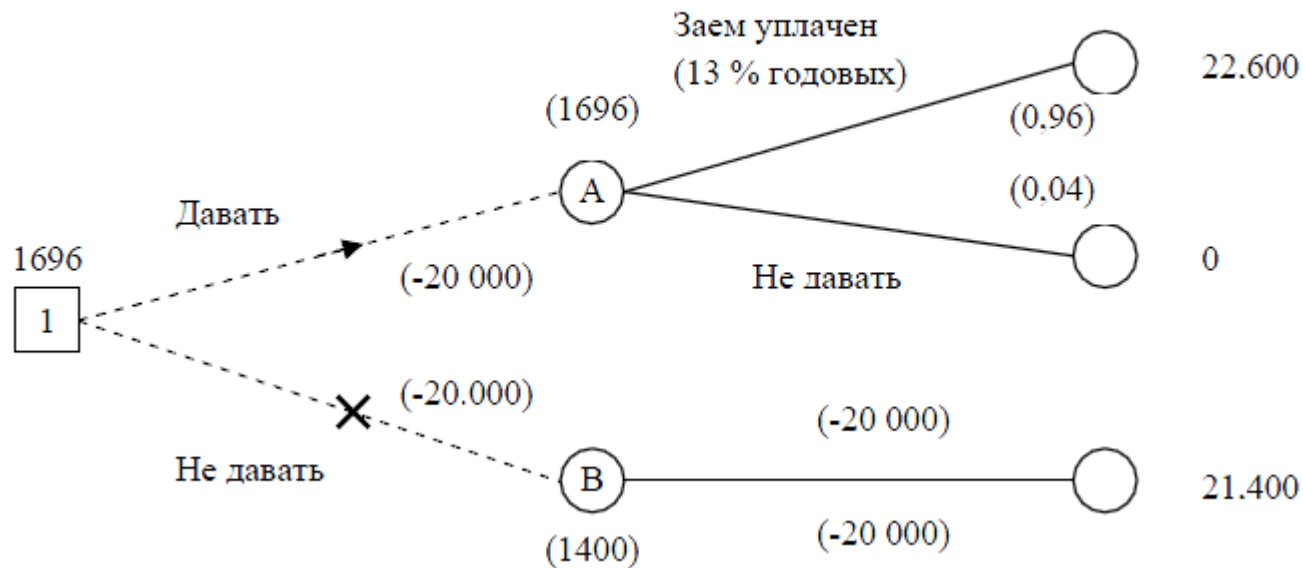 Заем уплачен
(13 % годовых)
22.600
(1696)
(0,96)
A
(0,04)
Давать
1696
(-20 000)
Не давать
0
1
(-20.000)
(-20 000)
Не давать
B
21.400
(1400)
(-20 000)